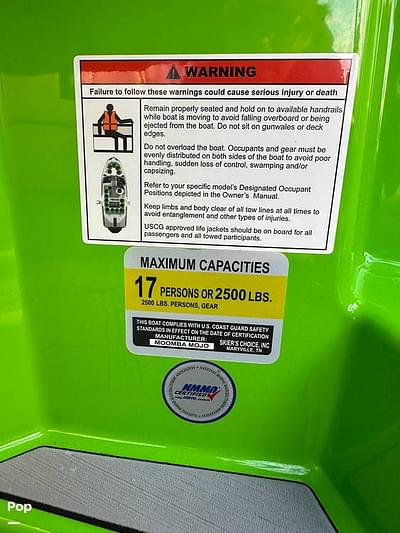 WARNING
Failure to follow these warnings could cause serious injury or death
Remain properly seated and hold on to available handrails
while boat is moving to avoid falling overboard or being
ejected from the boat. Do not sit on gunwales or deck
edges.
Do not overload the boat. Occupants and gear must be
evenly distributed on both sides of the boat to avoid poor
handling, sudden loss of control, swamping and/or
capsizing.
Refer to your specific model's Designated Occupant
Positions depicted in the Owner's Manual.
Keep limbs and body clear of all tow lines at all times to
avoid entanglement and other types of injuries.
USCG approved life jackets should be on board for all
passengers and all towed participants.
MAXIMUM CAPACITIES
17 PERSONS OR 2500 LBS.
2500 LBS. PERSONS, GEAR
THIS BOAT COMPLIES WITH U.S. COAST GUARD SAFETY
STANDARDS IN EFFECT ON THE DATE OF CERTIFICATION
MANUFACTURER: SKIER'S CHOICE, INC
MOOMBA MOJO MARYVILLE, TN
NMMA
CERTIFIED
Pop